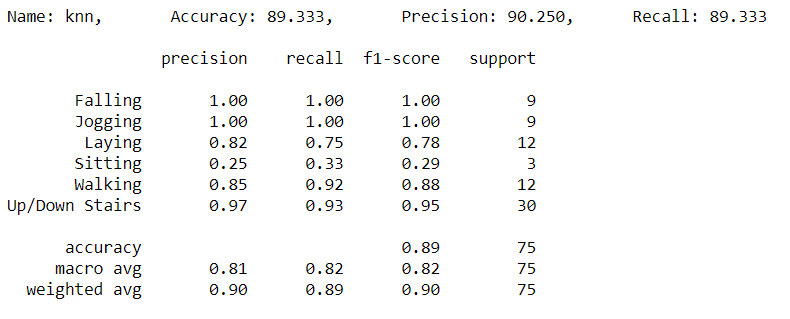 Name: knn, Accuracy: 89.333, Precision: 90.250, Recall: 89.333
precision recall f1-score support
Falling 1.00 1.00 1.00 9
Jogging 1.00 1.00 1.00 9
Laying 0.82 0.75 0.78 12
Sitting 0.25 0.33 0.29 3
Walking 0.85 0.92 0.88 12
Up/Down Stairs 0.97 0.93 0.95 30
accuracy 0.89 75
macro avg 0.81 0.82 0.82 75
weighted avg 0.90 0.89 0.90 75